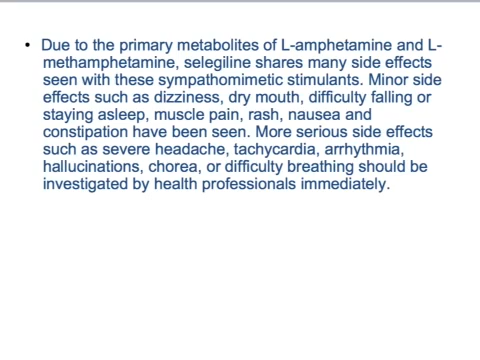 • Due to the primary metabolites of L-amphetamine and L-
methamphetamine, selegiline shares many side effects
seen with these sympathomimetic stimulants. Minor side
effects such as dizziness, dry mouth, difficulty falling or
staying asleep, muscle pain, rash, nausea and
constipation have been seen. More serious side effects
such as severe headache, tachycardia, arrhythmia,
hallucinations, chorea, or difficulty breathing should be
investigated by health professionals immediately.